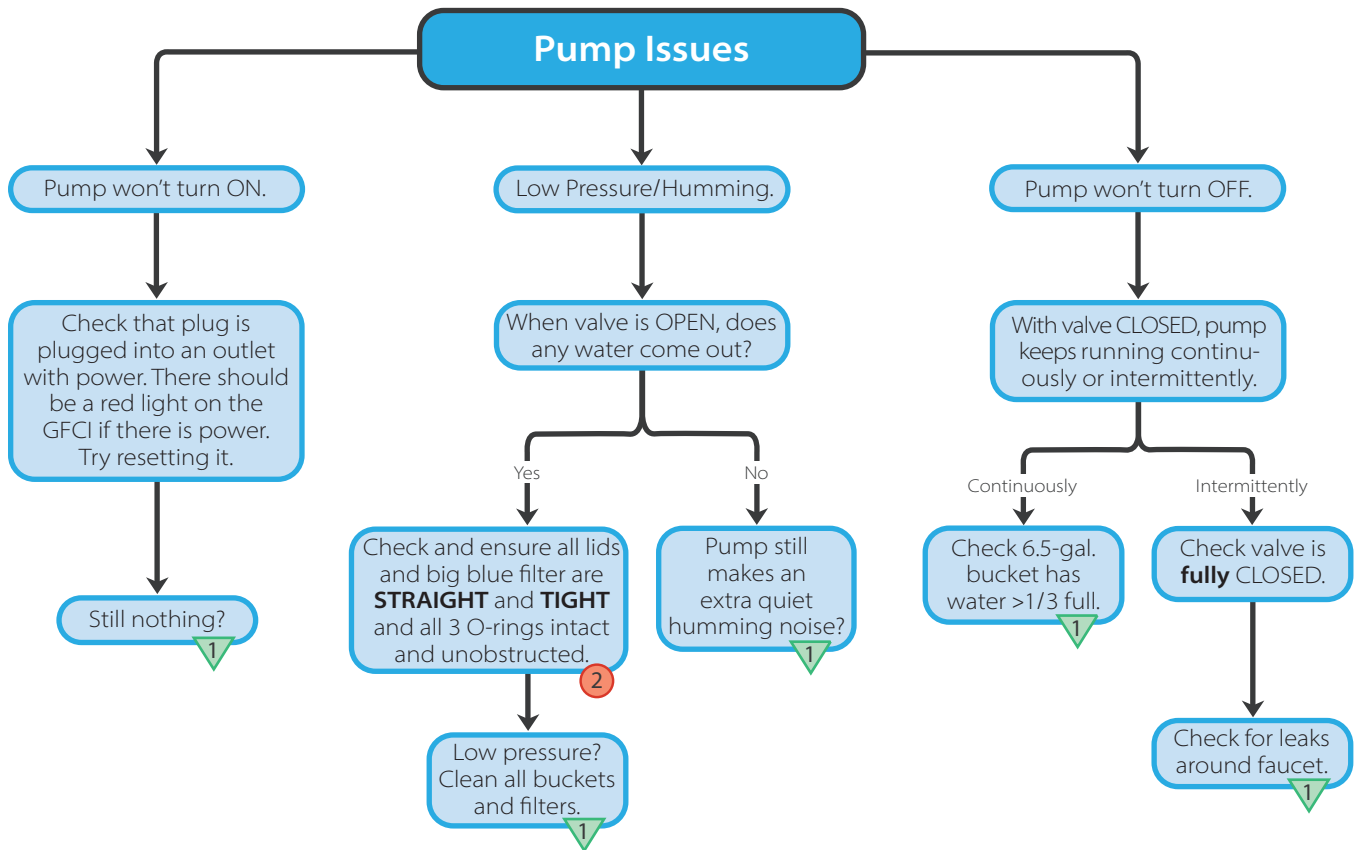 Pump Issues
Pump won't turn ON.
Check that plug is
plugged into an outlet
with power. There should
be a red light on the
GFCI if there is power.
Try resetting it.
Still nothing?
1
Low Pressure/Humming.
When valve is OPEN, does
any water come out?
Yes
Check and ensure all lids
and big blue filter are
STRAIGHT and TIGHT
and all 3 O-rings intact
and unobstructed.
2
Low pressure?
Clean all buckets
and filters.
1
No
Pump still
makes an
extra quiet
humming noise?
1
Pump won't turn OFF.
With valve CLOSED, pump
keeps running continu-
ously or intermittently.
Continuously
Check 6.5-gal.
bucket has
water >1/3 full.
1
Intermittently
Check valve is
fully CLOSED.
Check for leaks
around faucet.
1